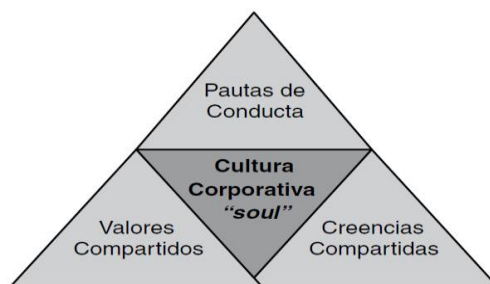 Pautas de
Conducta
Cultura
Corporativa
“soul”
Valores
Compartidos
Creencias
Compartidas